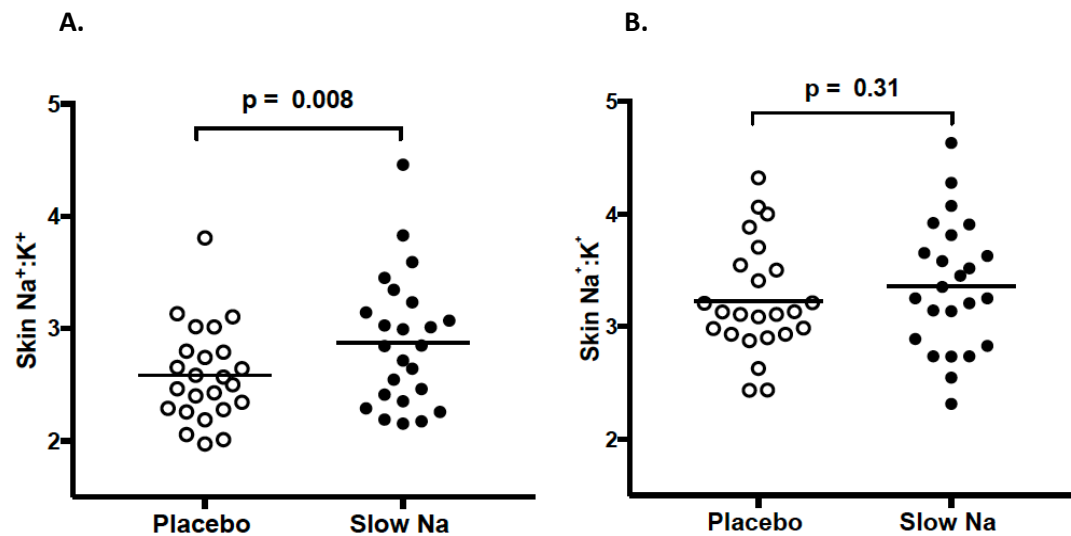 A.
p = 0.008
5
4
3
2
Skin Na⁺:K⁺
Placebo
Slow Na
B.
p = 0.31
5
4
3
2
Skin Na⁺:K⁺
Placebo
Slow Na